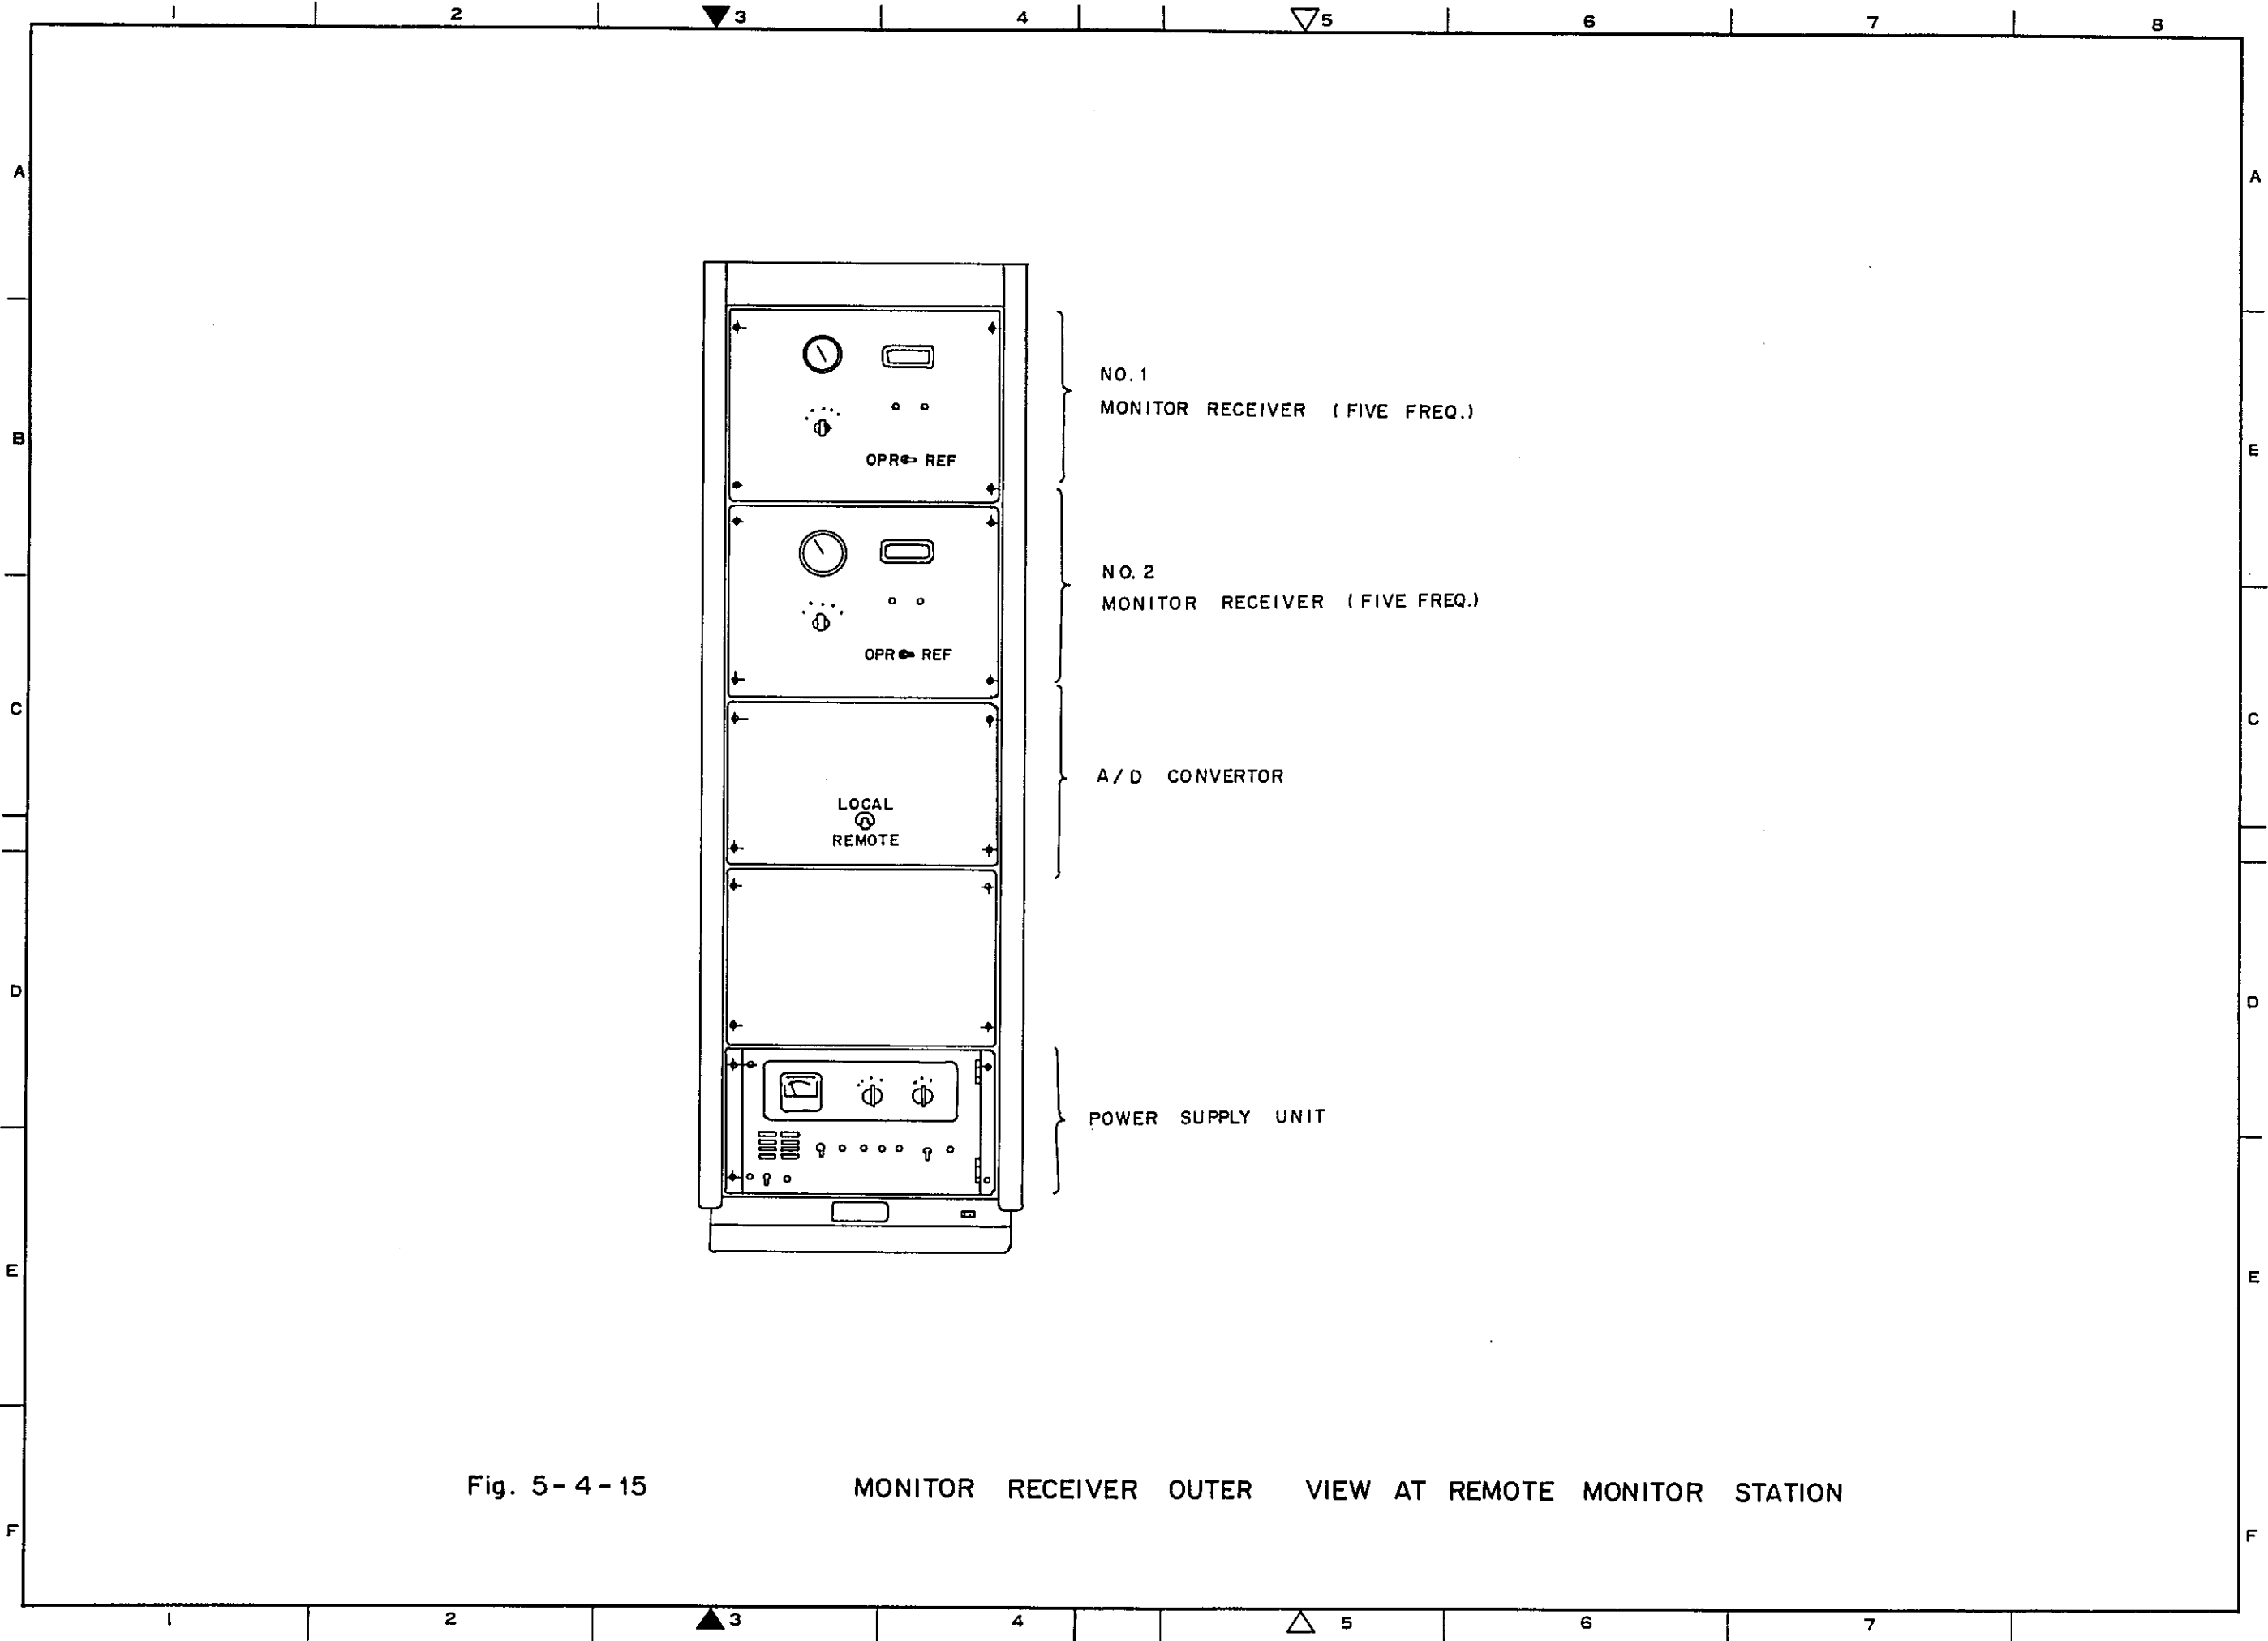 1 2 3 4 5 6 7 8
A A
NO. 1
MONITOR RECEIVER (FIVE FREQ.)
B E
OPR REF
NO. 2
MONITOR RECEIVER (FIVE FREQ.)
OPR REF
C C
A/D CONVERTOR
LOCAL
REMOTE
D D
POWER SUPPLY UNIT
E E
Fig. 5-4-15 MONITOR RECEIVER OUTER VIEW AT REMOTE MONITOR STATION
F F
1 2 3 4 5 6 7